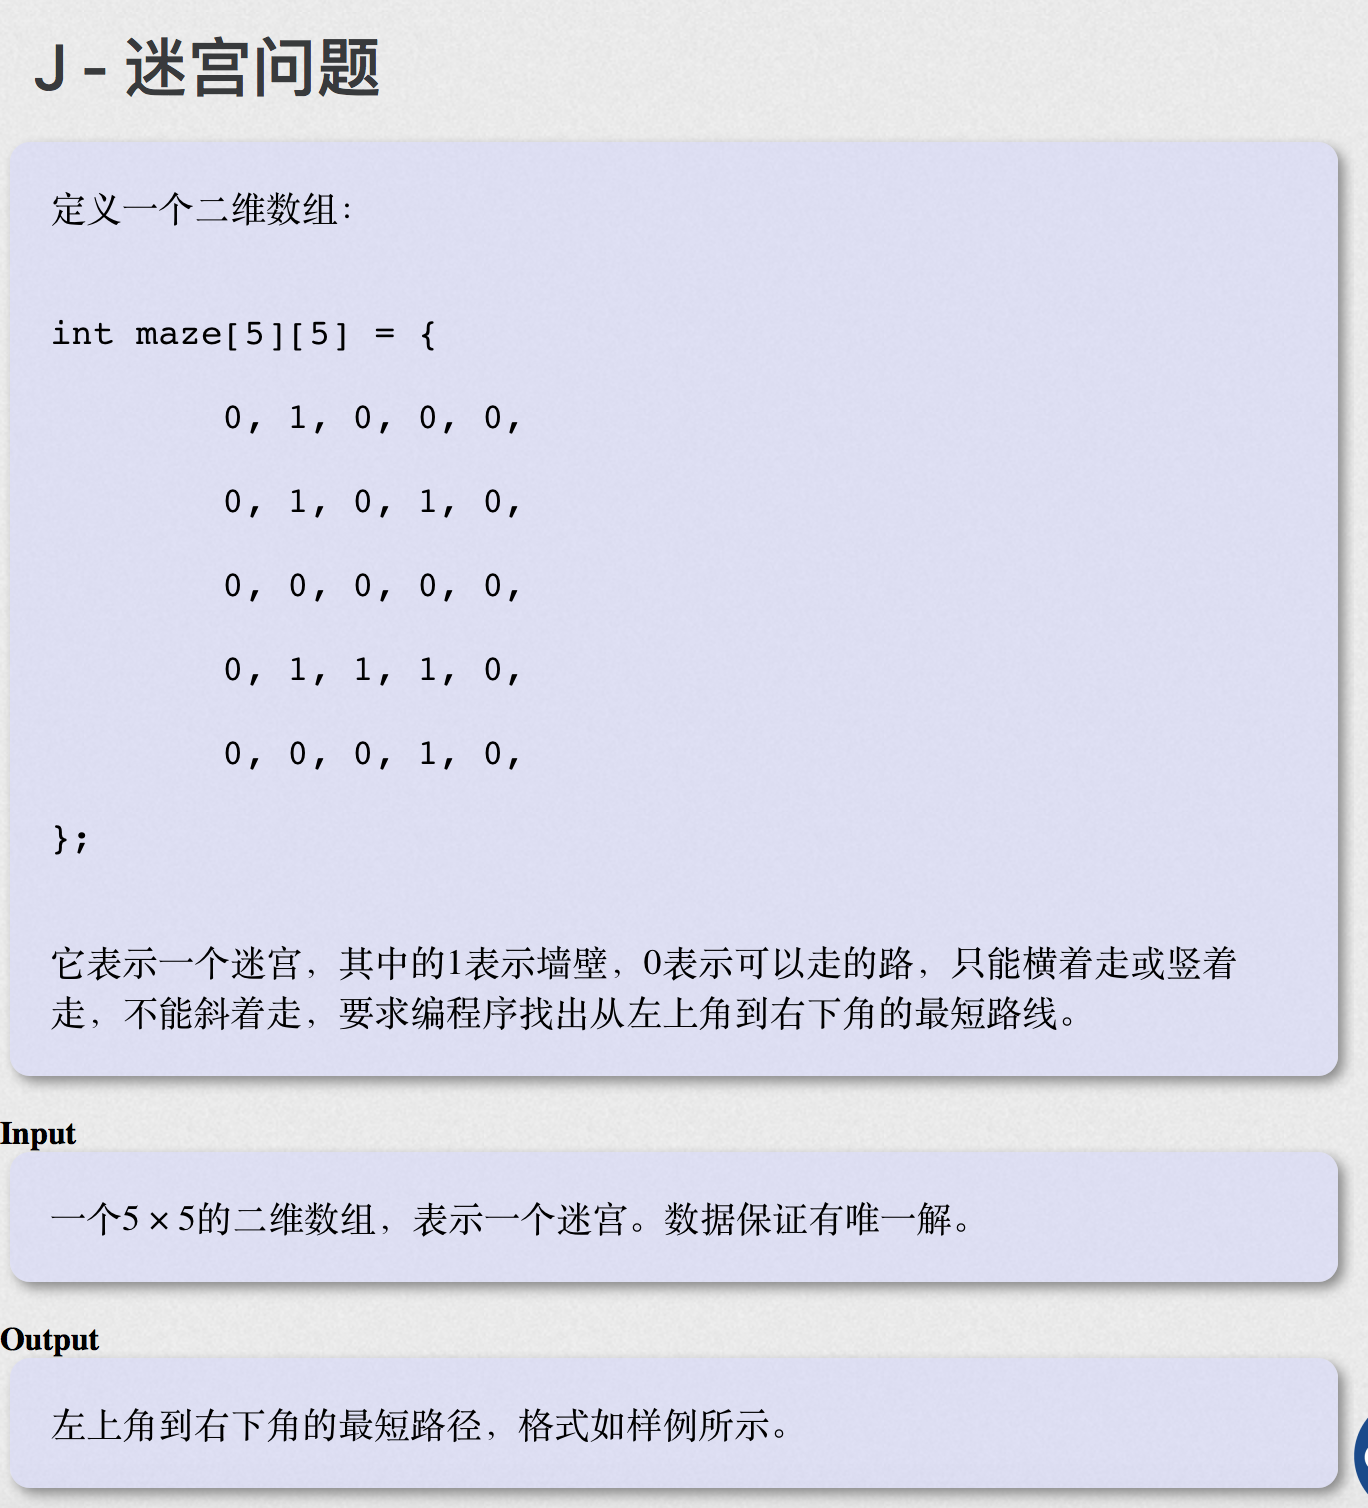 J - 迷宫问题
定义一个二维数组：
int maze[5][5] = {
0, 1, 0, 0, 0,
0, 1, 0, 1, 0,
0, 0, 0, 0, 0,
0, 1, 1, 1, 0,
0, 0, 0, 1, 0,
};
它表示一个迷宫，其中的1表示墙壁，0表示可以走的路，只能横着走或竖着
走，不能斜着走，要求编程序找出从左上角到右下角的最短路线。
Input
一个5 × 5的二维数组，表示一个迷宫。数据保证有唯一解。
Output
左上角到右下角的最短路径，格式如样例所示。